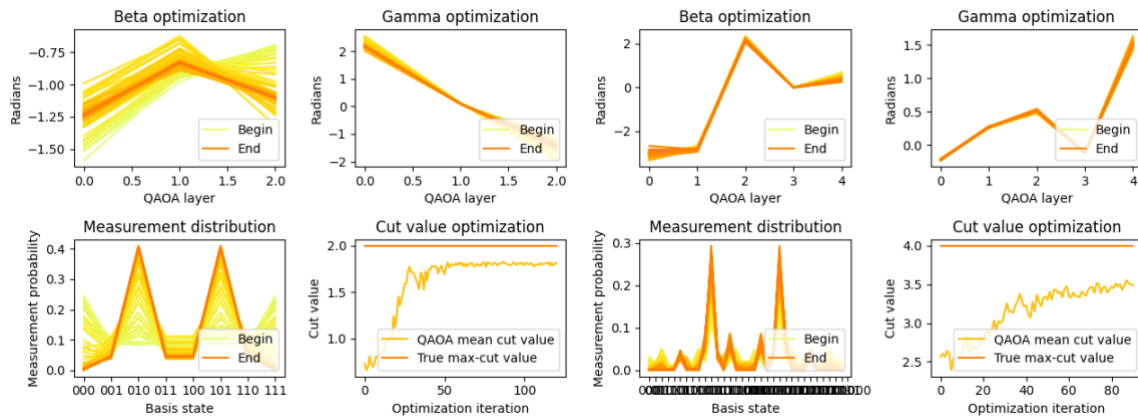 Beta optimization
Radians
-0.75
-1.00
-1.25
-1.50
Begin
End
0.0 0.5 1.0 1.5 2.0
QAOA layer
Gamma optimization
Radians
2
1
0
-1
-2
Begin
End
0.0 0.5 1.0 1.5 2.0
QAOA layer
Beta optimization
Radians
2
0
-2
Begin
End
0 1 2 3 4
QAOA layer
Gamma optimization
Radians
1.5
1.0
0.5
0.0
Begin
End
0 1 2 3 4
QAOA layer
Measurement distribution
Measurement probability
0.4
0.3
0.2
0.1
0.0
Begin
End
000 001 010 011 100 101 110 111
Basis state
Cut value optimization
Cut value
2.0
1.5
1.0
QAOA mean cut value
True max-cut value
0 50 100
Optimization iteration
Measurement distribution
Measurement probability
0.3
0.2
0.1
0.0
Begin
End
Basis state
Cut value optimization
Cut value
4.0
3.5
3.0
2.5
QAOA mean cut value
True max-cut value
0 20 40 60 80
Optimization iteration